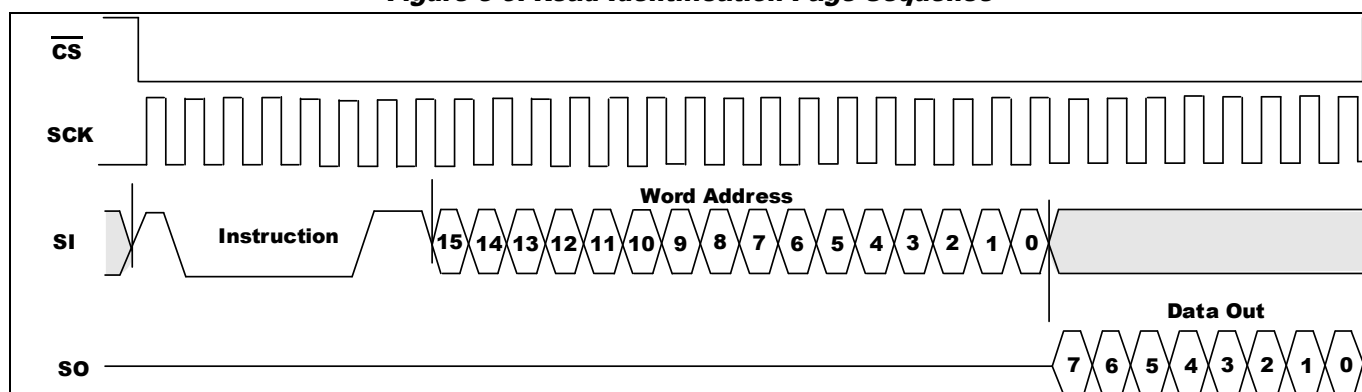 CS
SCK
Word Address
SI Instruction 15 14 13 12 11 10 9 8 7 6 5 4 3 2 1 0
Data Out
SO 7 6 5 4 3 2 1 0